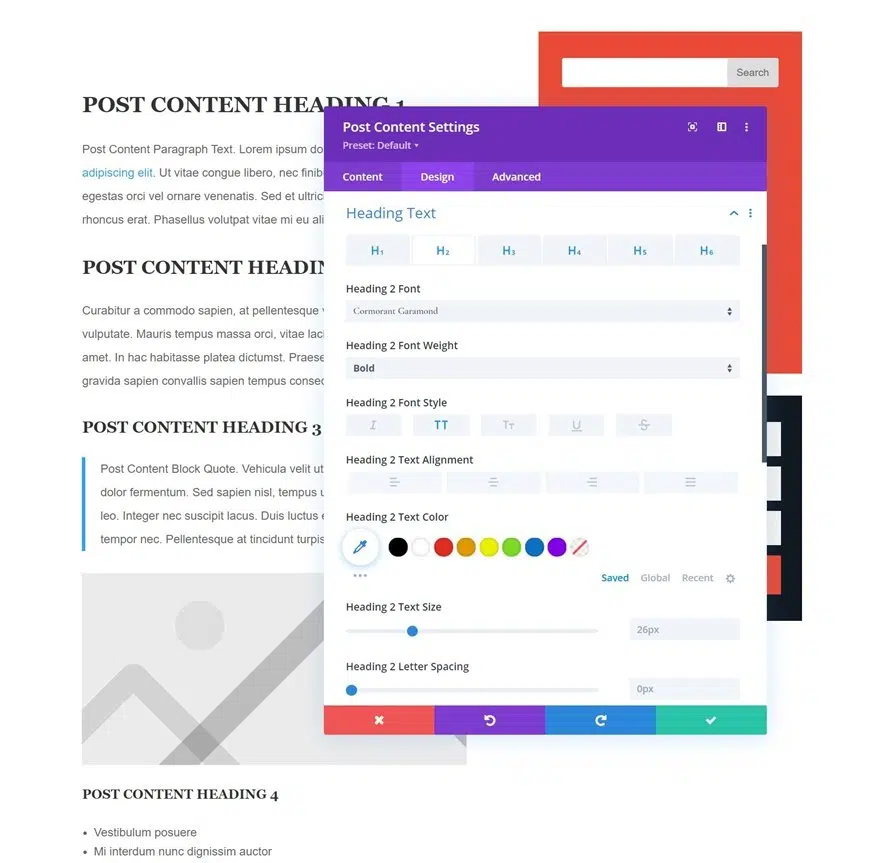 Search
POST CONTENT HEADING 1
Post Content Paragraph Text. Lorem ipsum do
adipiscing elit. Ut vitae congue libero, nec finib
egestas orci vel ornare venenatis. Sed et ultric
rhoncus erat. Phasellus volutpat vitae mi eu ali
POST CONTENT HEADIN
Curabitur a commodo sapien, at pellentesque v
vulputate. Mauris tempus massa orci, vitae laci
amet. In hac habitasse platea dictumst. Praese
gravida sapien convallis sapien tempus consec
POST CONTENT HEADING 3
Post Content Block Quote. Vehicula velit ut
dolor fermentum. Sed sapien nisl, tempus u
leo. Integer nec suscipit lacus. Duis luctus e
tempor nec. Pellentesque at tincidunt turpis
POST CONTENT HEADING 4
• Vestibulum posuere
• Mi interdum nunc dignissim auctor
Post Content Settings
Preset: Default
Content Design Advanced
Heading Text
H1 H2 H3 H4 H5 H6
Heading 2 Font
Cormorant Garamond
Heading 2 Font Weight
Bold
Heading 2 Font Style
I TT Tt U S
Heading 2 Text Alignment
Heading 2 Text Color
Saved Global Recent
Heading 2 Text Size
26px
Heading 2 Letter Spacing
0px